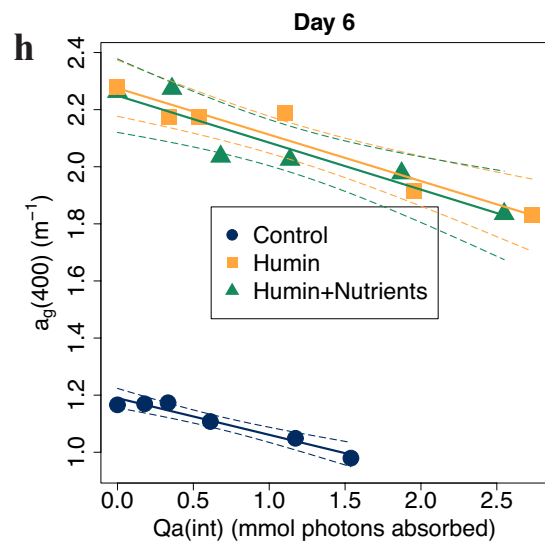 h
Day 6
a_g(400) (m⁻¹)
2.4
2.2
2.0
1.8
1.6
1.4
1.2
1.0
Control
Humin
Humin+Nutrients
0.0 0.5 1.0 1.5 2.0 2.5
Qa(int) (mmol photons absorbed)